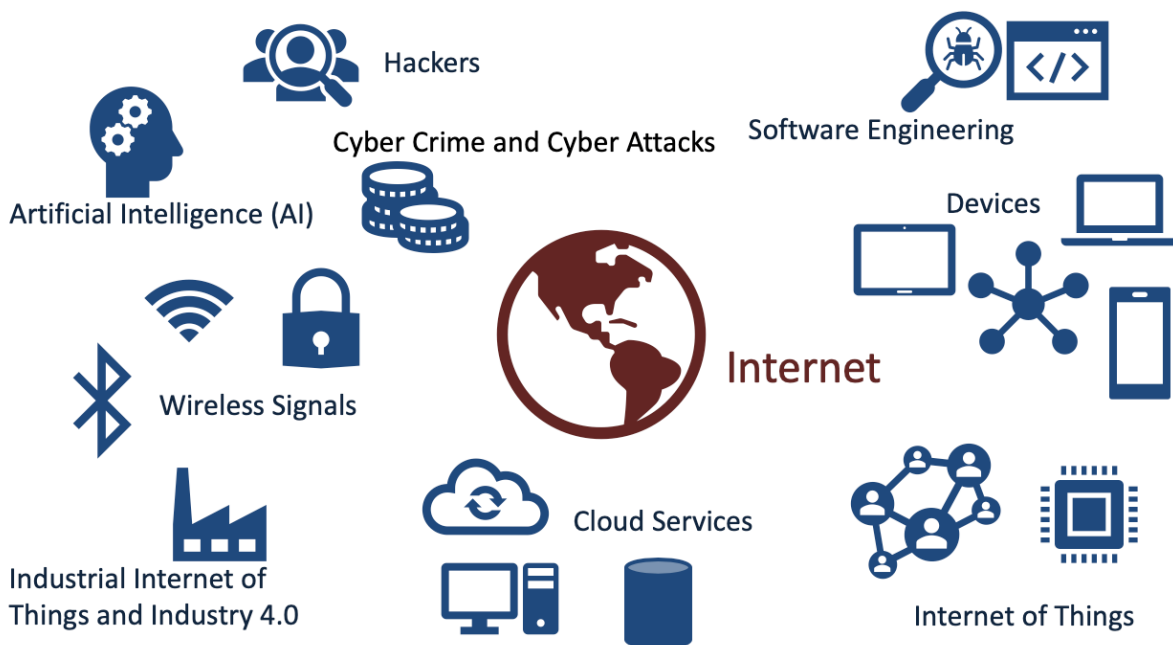 Hackers
Cyber Crime and Cyber Attacks
Software Engineering
</>
Artificial Intelligence (AI)
Devices
Internet
Wireless Signals
Cloud Services
Industrial Internet of
Things and Industry 4.0
Internet of Things